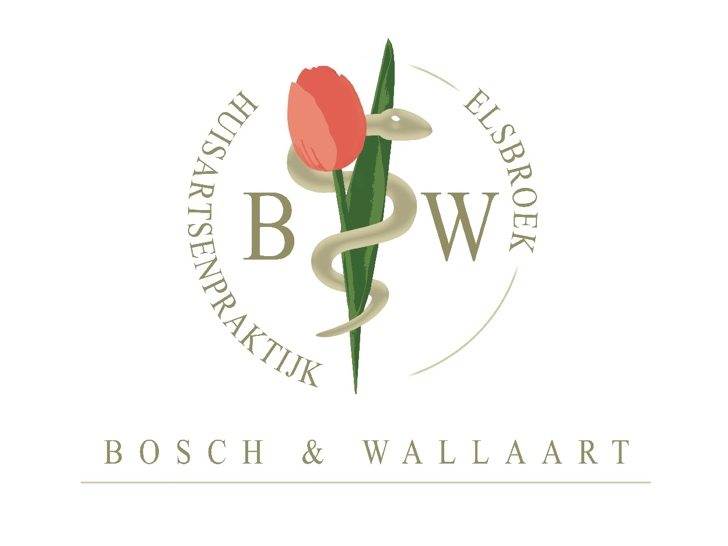 HUISARTSENPRAKTIJK
ELSBROEK
B W
BOSCH & WALLAART